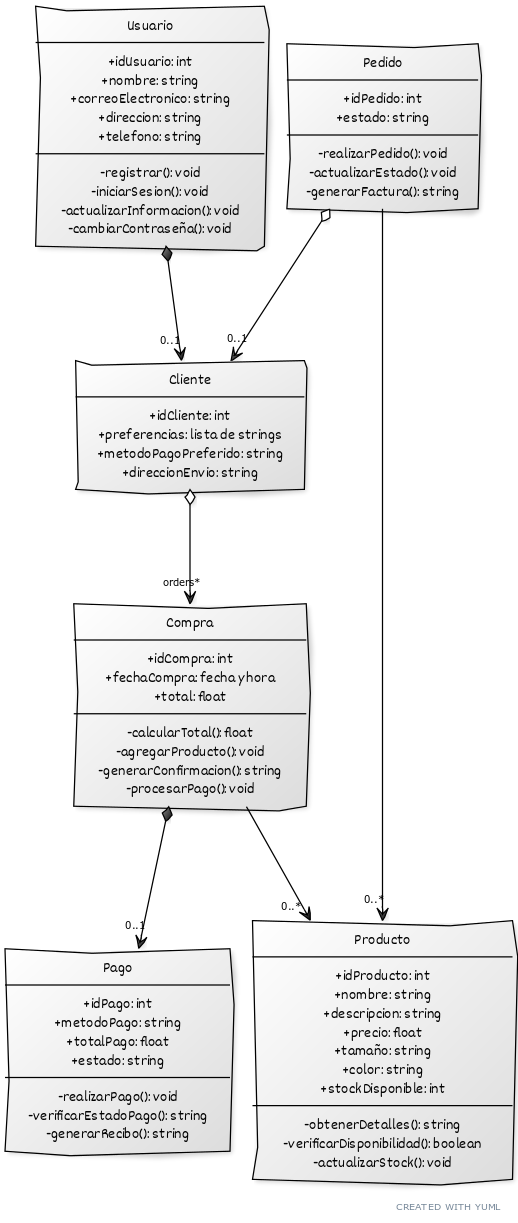 Usuario
+idUsuario: int
+nombre: string
+correoElectronico: string
+direccion: string
+telefono: string
-registrar(): void
-iniciarSesion(): void
-actualizarInformacion(): void
-cambiarContraseña(): void
Pedido
+idPedido: int
+estado: string
-realizarPedido(): void
-actualizarEstado(): void
-generarFactura(): string
0..1
0..1
Cliente
+idCliente: int
+preferencias: lista de strings
+metodoPagoPreferido: string
+direccionEnvio: string
orders*
Compra
+idCompra: int
+fechaCompra: fecha y hora
+total: float
-calcularTotal(): float
-agregarProducto(): void
-generarConfirmacion(): string
-procesarPago(): void
0..1
0..*
0..*
Pago
+idPago: int
+metodoPago: string
+totalPago: float
+estado: string
-realizarPago(): void
-verificarEstadoPago(): string
-generarRecibo(): string
Producto
+idProducto: int
+nombre: string
+descripcion: string
+precio: float
+tamaño: string
+color: string
+stockDisponible: int
-obtenerDetalles(): string
-verificarDisponibilidad(): boolean
-actualizarStock(): void
CREATED WITH YUML